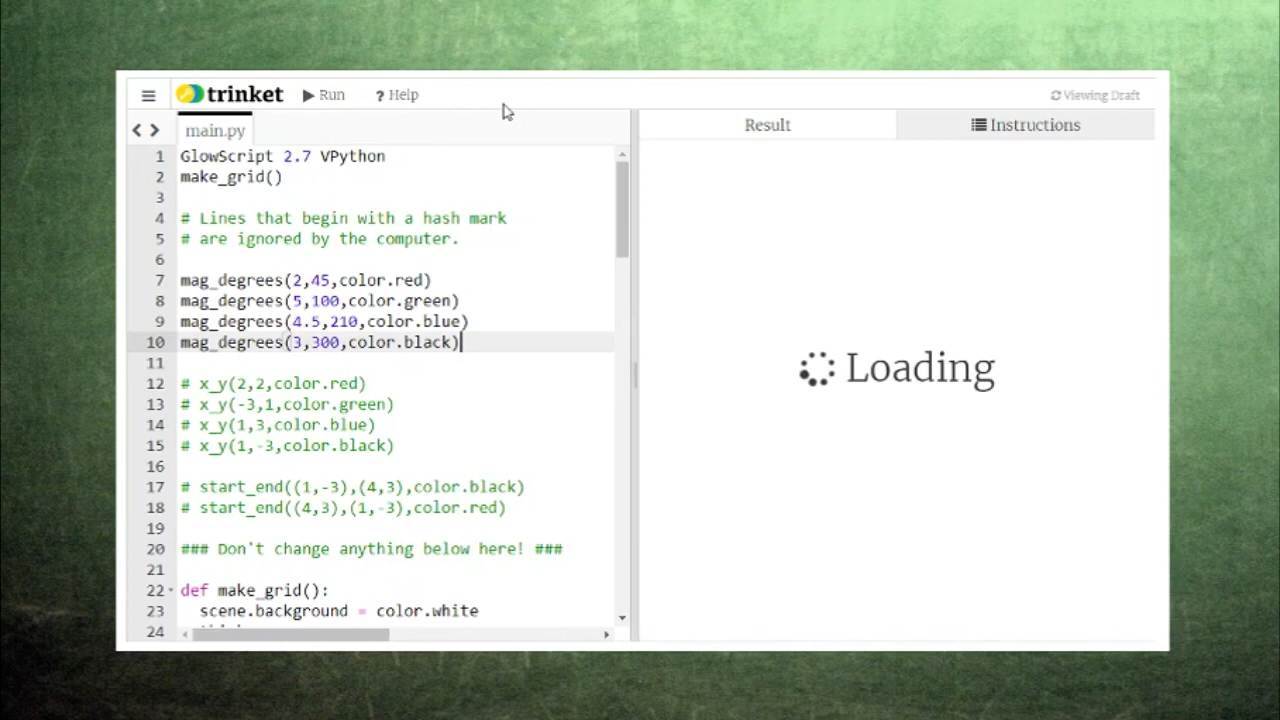 trinket Run ? Help Viewing Draft
main.py Result Instructions
1 GlowScript 2.7 VPython
2 make_grid()
3
4 # Lines that begin with a hash mark
5 # are ignored by the computer.
6
7 mag_degrees(2,45,color.red)
8 mag_degrees(5,100,color.green)
9 mag_degrees(4.5,210,color.blue)
10 mag_degrees(3,300,color.black)
11
12 # x_y(2,2,color.red)
13 # x_y(-3,1,color.green)
14 # x_y(1,3,color.blue)
15 # x_y(1,-3,color.black)
16
17 # start_end((1,-3),(4,3),color.black)
18 # start_end((4,3),(1,-3),color.red)
19
20 ### Don't change anything below here! ###
21
22 def make_grid():
23 scene.background = color.white
24
Loading